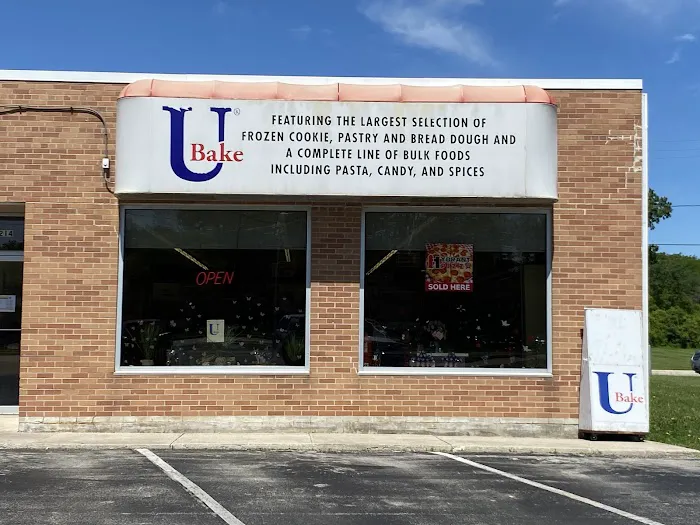 U Bake ®
FEATURING THE LARGEST SELECTION OF
FROZEN COOKIE, PASTRY AND BREAD DOUGH AND
A COMPLETE LINE OF BULK FOODS
INCLUDING PASTA, CANDY, AND SPICES
OPEN
SOLD HERE
U
U Bake